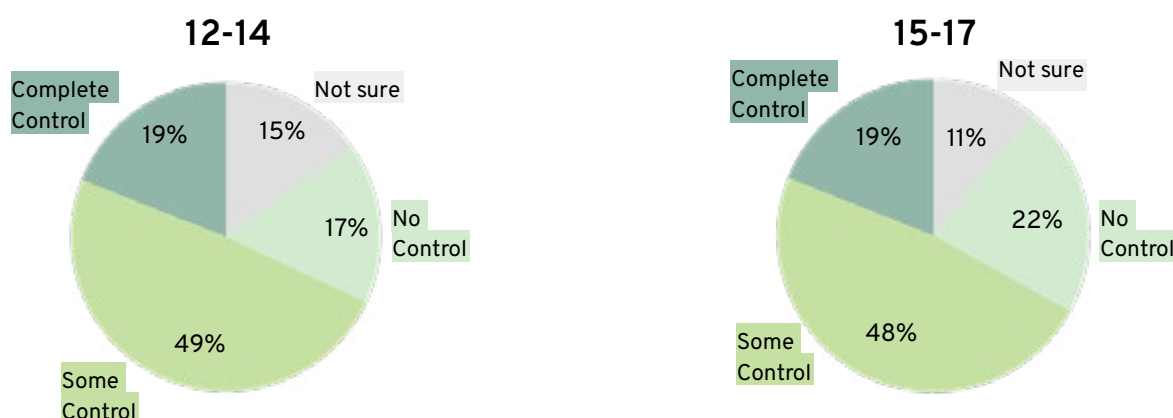 12-14
Complete
Control
19%
Not sure
15%
17%
No
Control
49%
Some
Control
15-17
Complete
Control
19%
Not sure
11%
22%
No
Control
48%
Some
Control